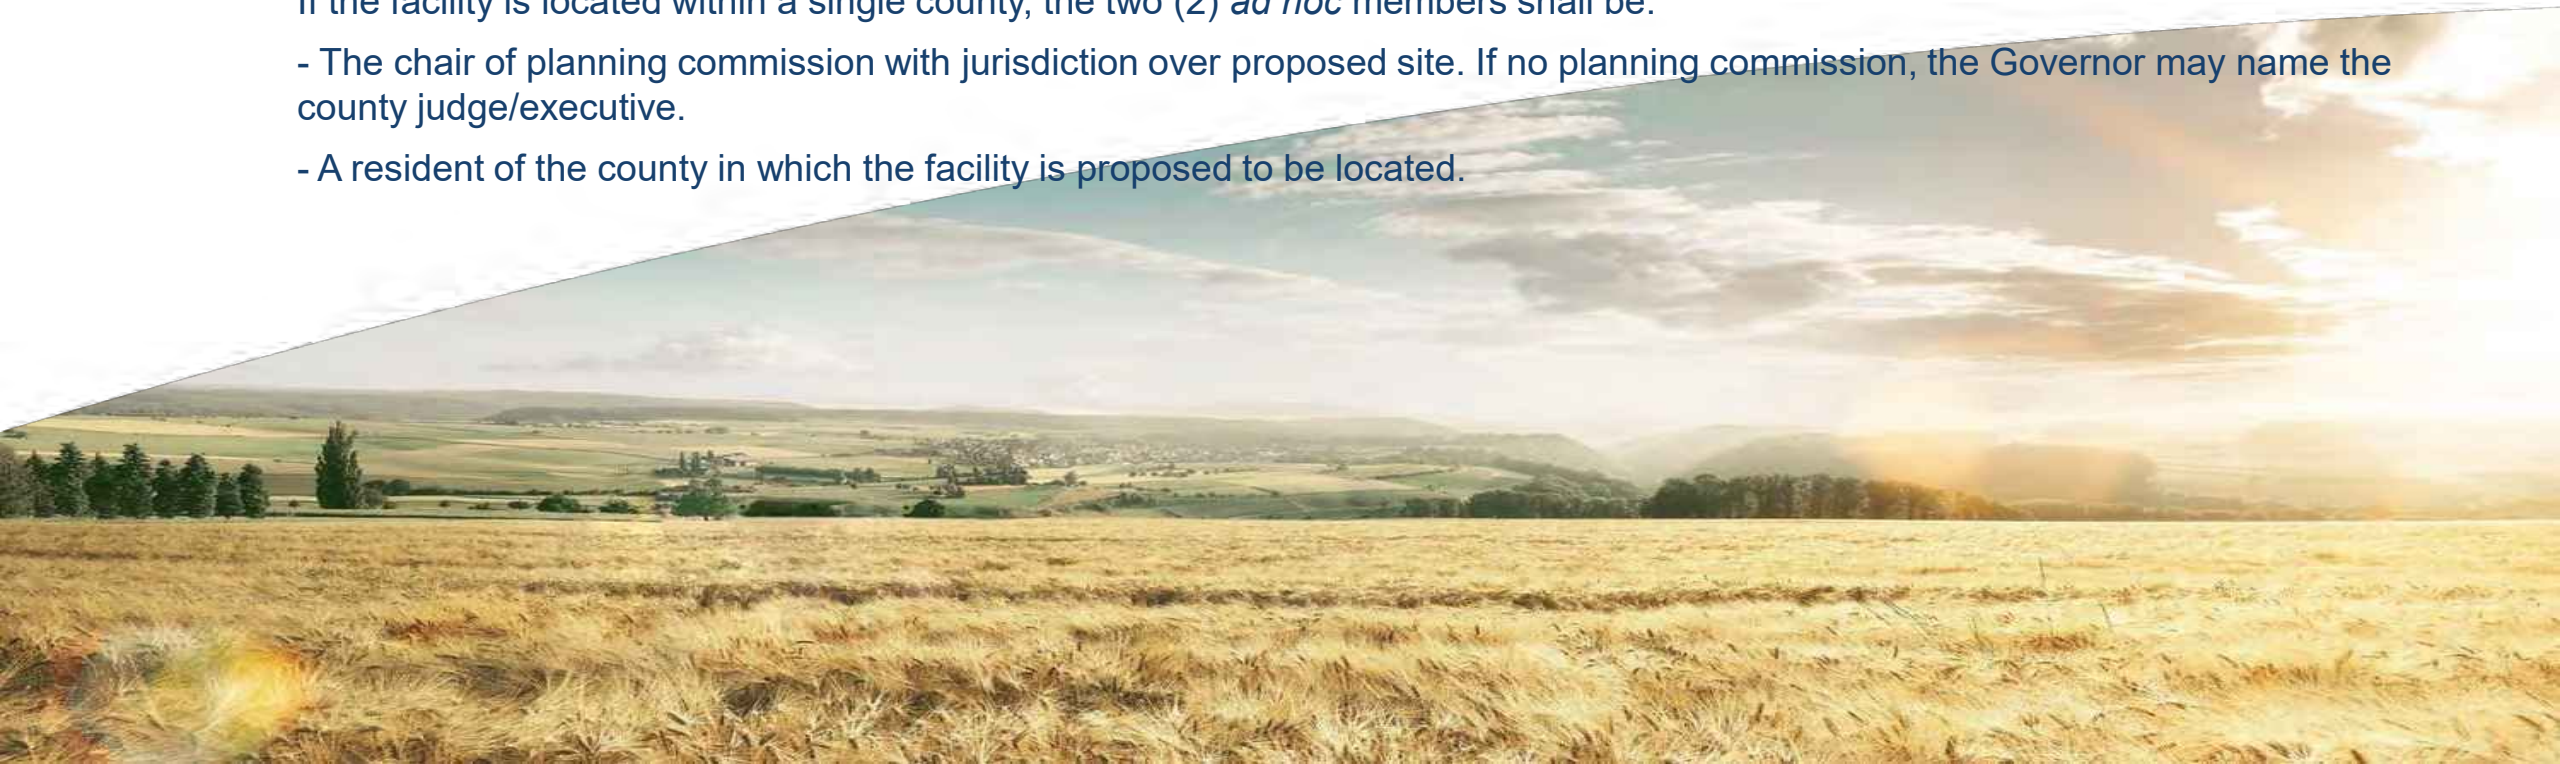 If the facility is located within a single county, the two (2) ad hoc members shall be:
- The chair of planning commission with jurisdiction over proposed site. If no planning commission, the Governor may name the
county judge/executive.
- A resident of the county in which the facility is proposed to be located.